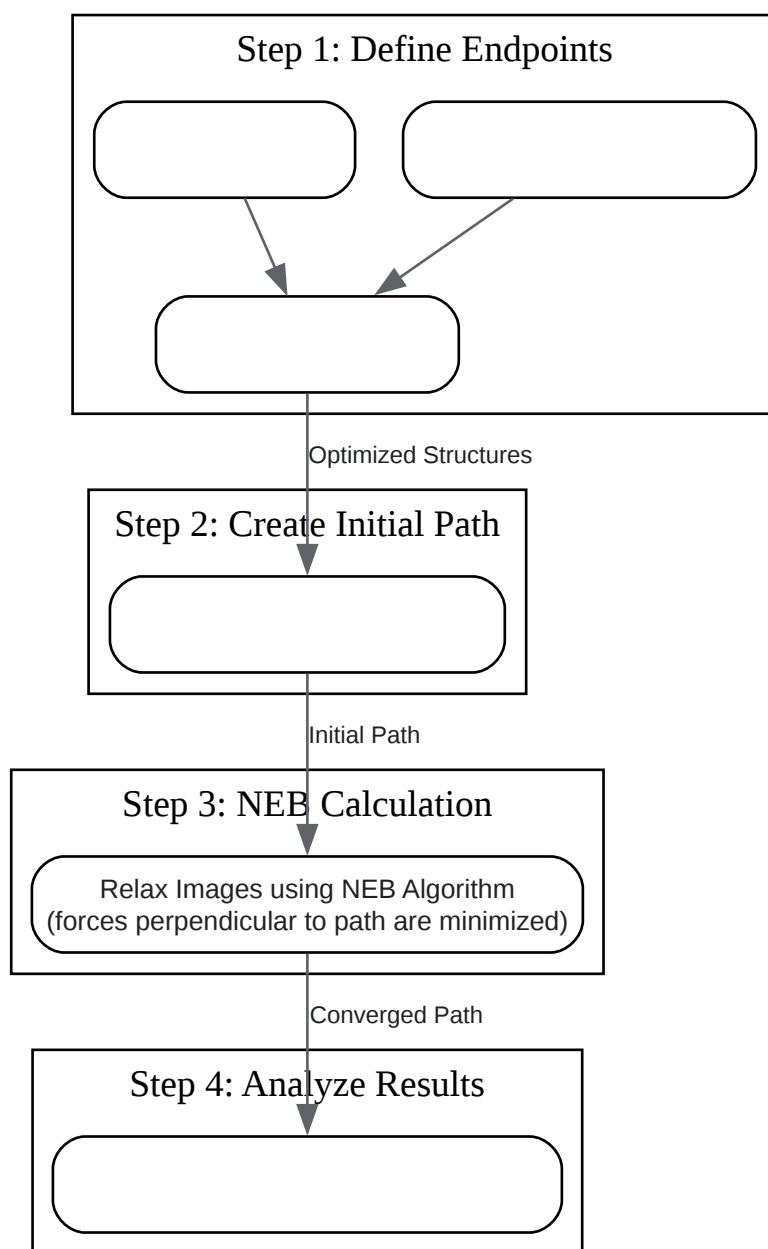 Step 1: Define Endpoints
Optimized Structures
Step 2: Create Initial Path
Initial Path
Step 3: NEB Calculation
Relax Images using NEB Algorithm
(forces perpendicular to path are minimized)
Converged Path
Step 4: Analyze Results